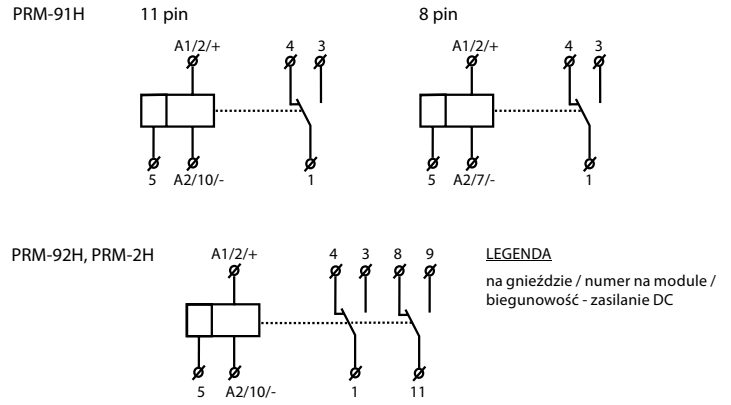 PRM-91H 11 pin 8 pin
A1/2/+ 4 3 A1/2/+ 4 3
5 A2/10/- 1 5 A2/7/- 1
PRM-92H, PRM-2H A1/2/+ 4 3 8 9 LEGENDA
na gnieździe / numer na module /
biegunowość - zasilanie DC
5 A2/10/- 1 11